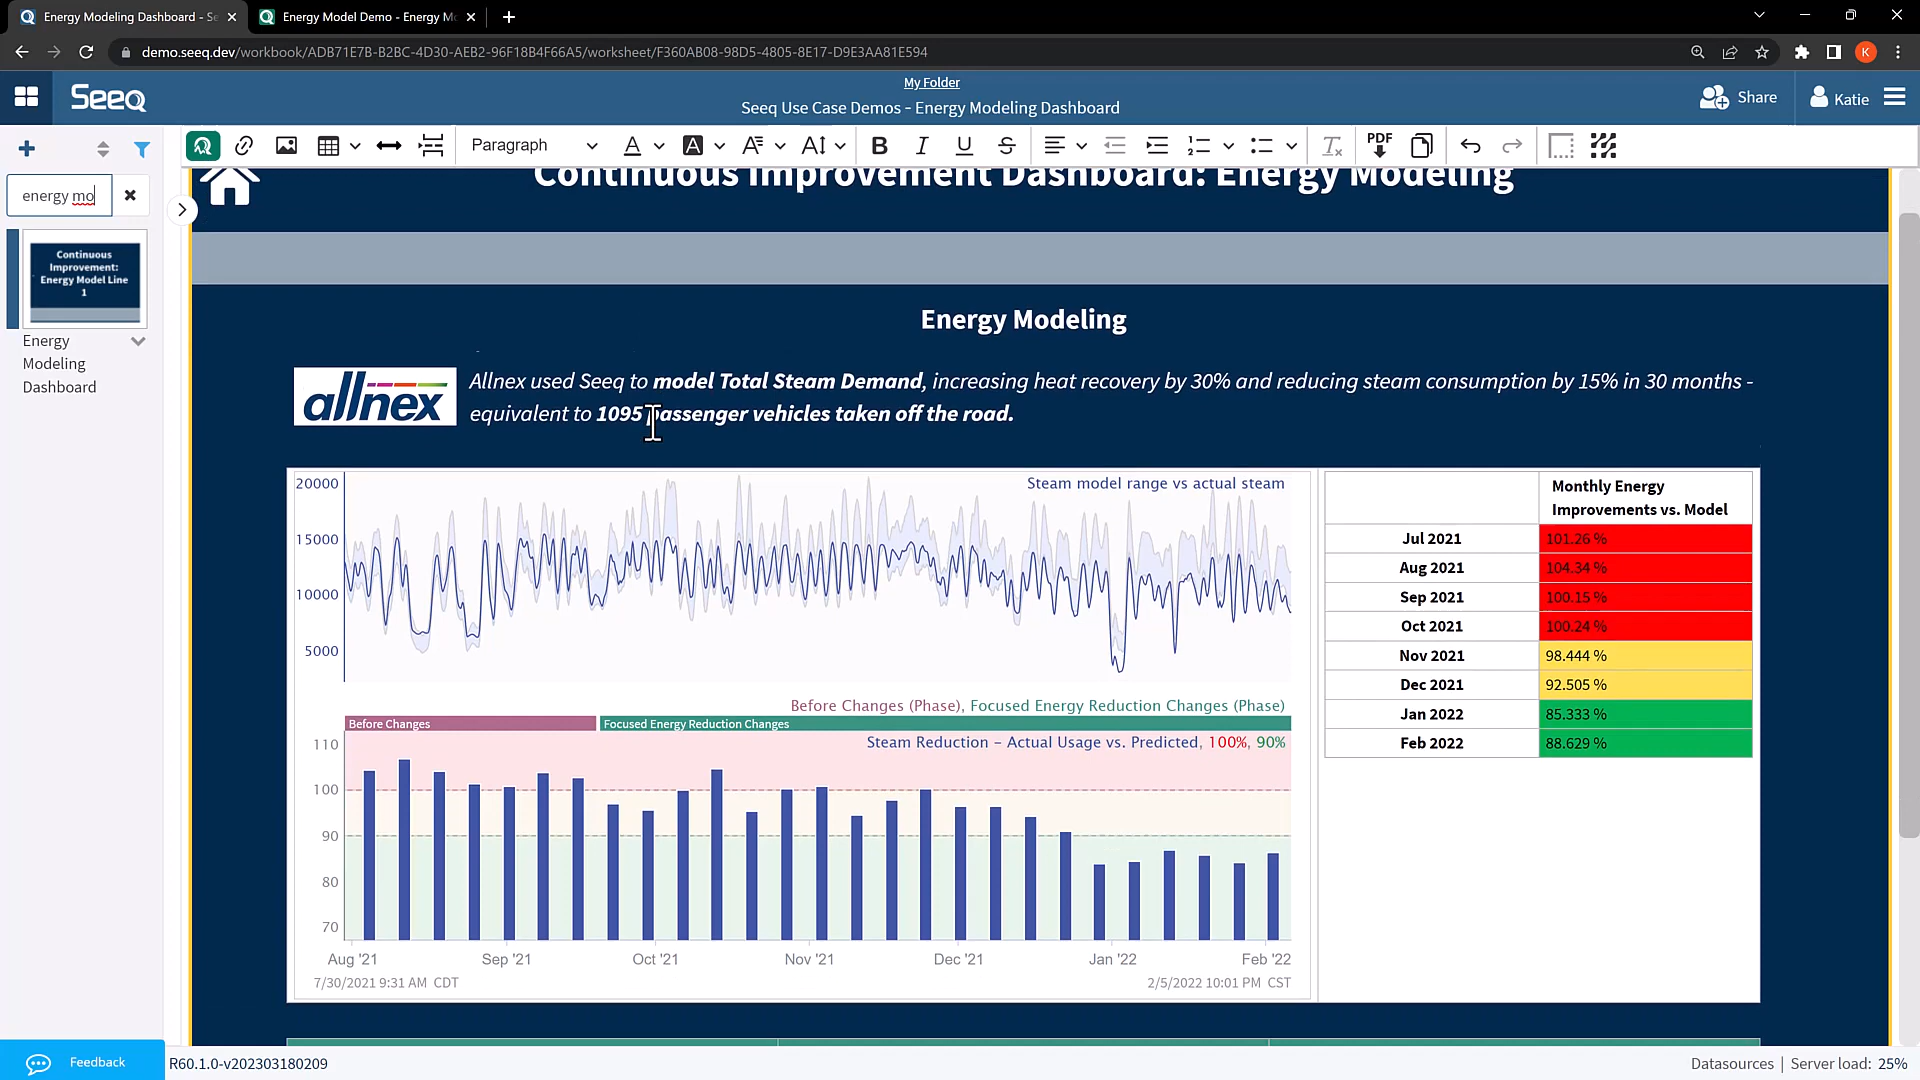 Energy Modeling Dashboard - Se
Energy Model Demo - Energy Mo
demo.seeq.dev/workbook/ADB71E7B-B2BC-4D30-AEB2-96F18B4F66A5/worksheet/F360AB08-98D5-4805-8E17-D9E3AA81E594
K
Seeq
My Folder
Seeq Use Case Demos - Energy Modeling Dashboard
Share
Katie
Paragraph
PDF
energy mo
Continuous Improvement: Energy Model Line 1
Energy
Modeling
Dashboard
Continuous Improvement Dashboard: Energy Modeling
Energy Modeling
allnex
Allnex used Seeq to model Total Steam Demand, increasing heat recovery by 30% and reducing steam consumption by 15% in 30 months -
equivalent to 1095 passenger vehicles taken off the road.
Steam model range vs actual steam
20000
15000
10000
5000
Before Changes (Phase), Focused Energy Reduction Changes (Phase)
Before Changes
Focused Energy Reduction Changes
Steam Reduction - Actual Usage vs. Predicted, 100%, 90%
110
100
90
80
70
Aug '21 Sep '21 Oct '21 Nov '21 Dec '21 Jan '22 Feb '22
7/30/2021 9:31 AM CDT
2/5/2022 10:01 PM CST
Monthly Energy
Improvements vs. Model
Jul 2021 101.26 %
Aug 2021 104.34 %
Sep 2021 100.15 %
Oct 2021 100.24 %
Nov 2021 98.444 %
Dec 2021 92.505 %
Jan 2022 85.333 %
Feb 2022 88.629 %
Feedback
R60.1.0-v202303180209
Datasources | Server load: 25%